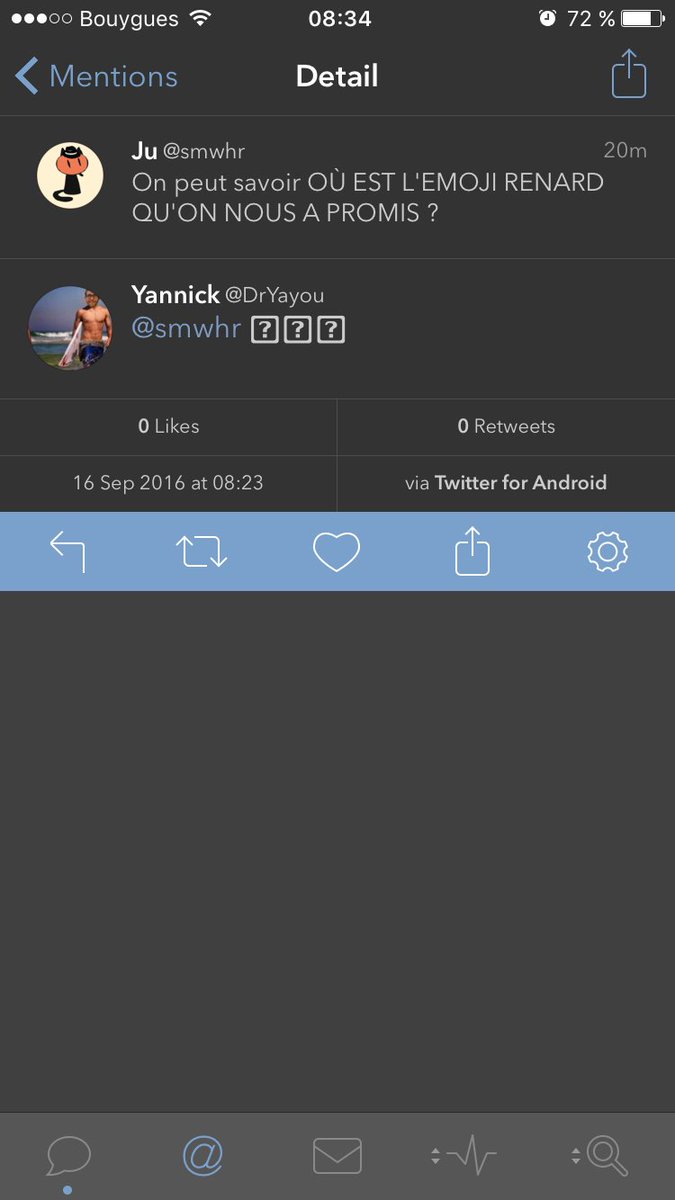 Bouygues 08:34 72 %
Mentions Detail
Ju @smwhr 20m
On peut savoir OÙ EST L'EMOJI RENARD
QU'ON NOUS A PROMIS ?
Yannick @DrYayou
@smwhr ⍰⍰⍰
0 Likes 0 Retweets
16 Sep 2016 at 08:23 via Twitter for Android